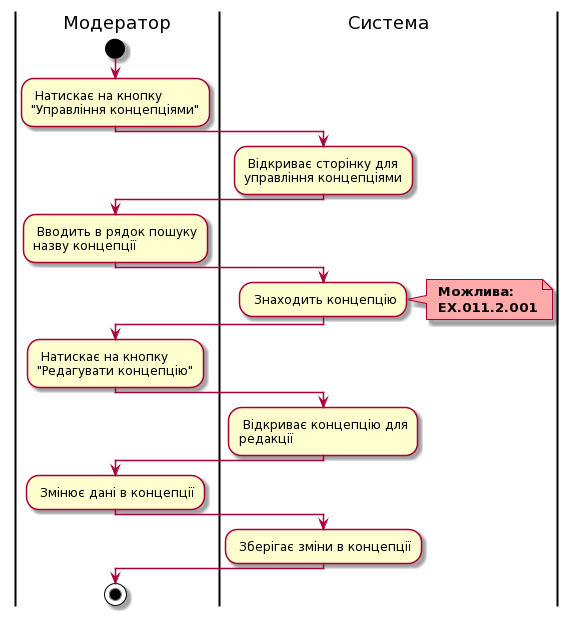 Модератор
Система
Натискає на кнопку
"Управління концепціями"
Відкриває сторінку для
управління концепціями
Вводить в рядок пошуку
назву концепції
Знаходить концепцію
Можлива:
EX.011.2.001
Натискає на кнопку
"Редагувати концепцію"
Відкриває концепцію для
редакції
Змінює дані в концепції
Зберігає зміни в концепції